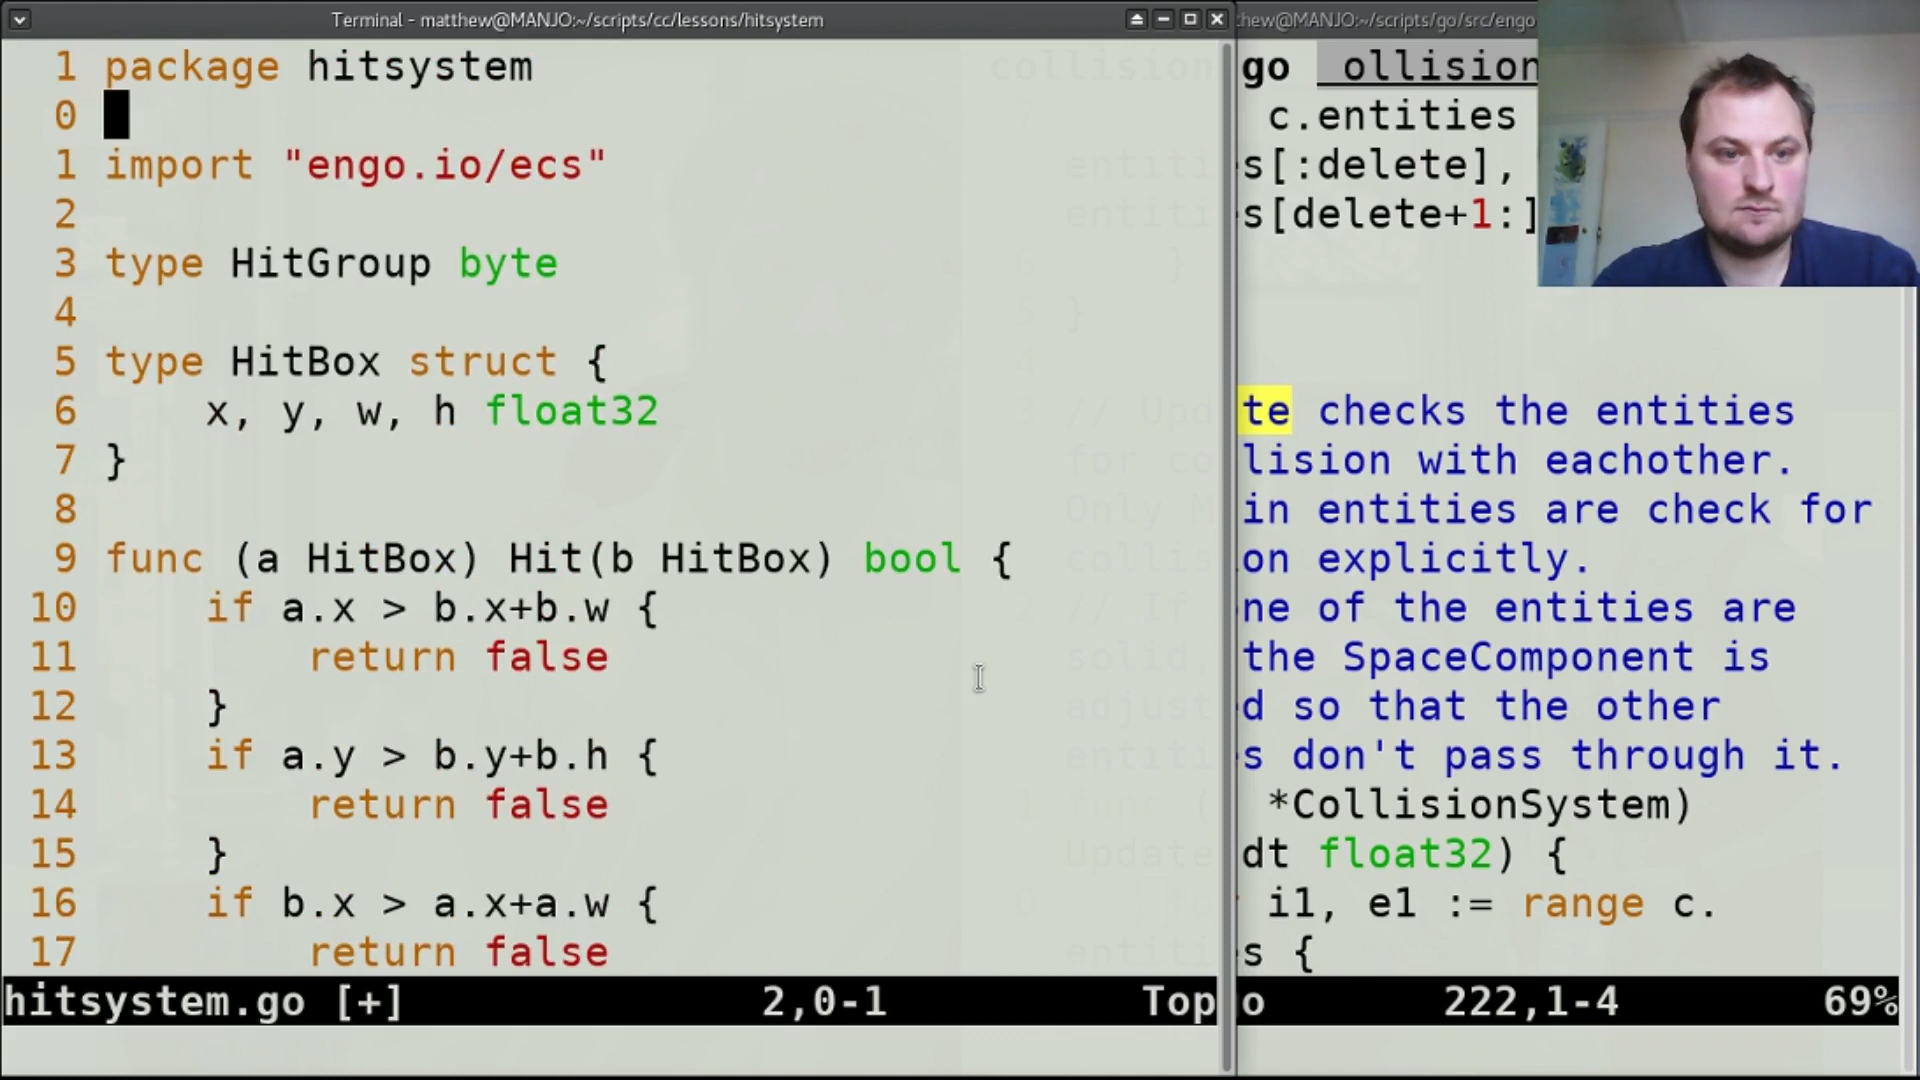 Terminal - matthew@MANJO:~/scripts/cc/lessons/hitsystem
hew@MANJO:~/scripts/go/src/engo
1 package hitsystem
0
1 import "engo.io/ecs"
2
3 type HitGroup byte
4
5 type HitBox struct {
6 x, y, w, h float32
7 }
8
9 func (a HitBox) Hit(b HitBox) bool {
10 if a.x > b.x+b.w {
11 return false
12 }
13 if a.y > b.y+b.h {
14 return false
15 }
16 if b.x > a.x+a.w {
17 return false
hitsystem.go [+] 2,0-1 Top
go ollision
c.entities
s[:delete],
s[delete+1:]
te checks the entities
lision with eachother.
in entities are check for
on explicitly.
ne of the entities are
the SpaceComponent is
d so that the other
s don't pass through it.
*CollisionSystem)
dt float32) {
i1, e1 := range c.
s {
o 222,1-4 69%